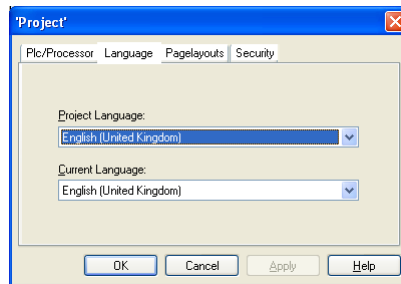 'Project'
Plc/Processor Language Pagelayouts Security
Project Language:
English (United Kingdom)
Current Language:
English (United Kingdom)
OK Cancel Apply Help